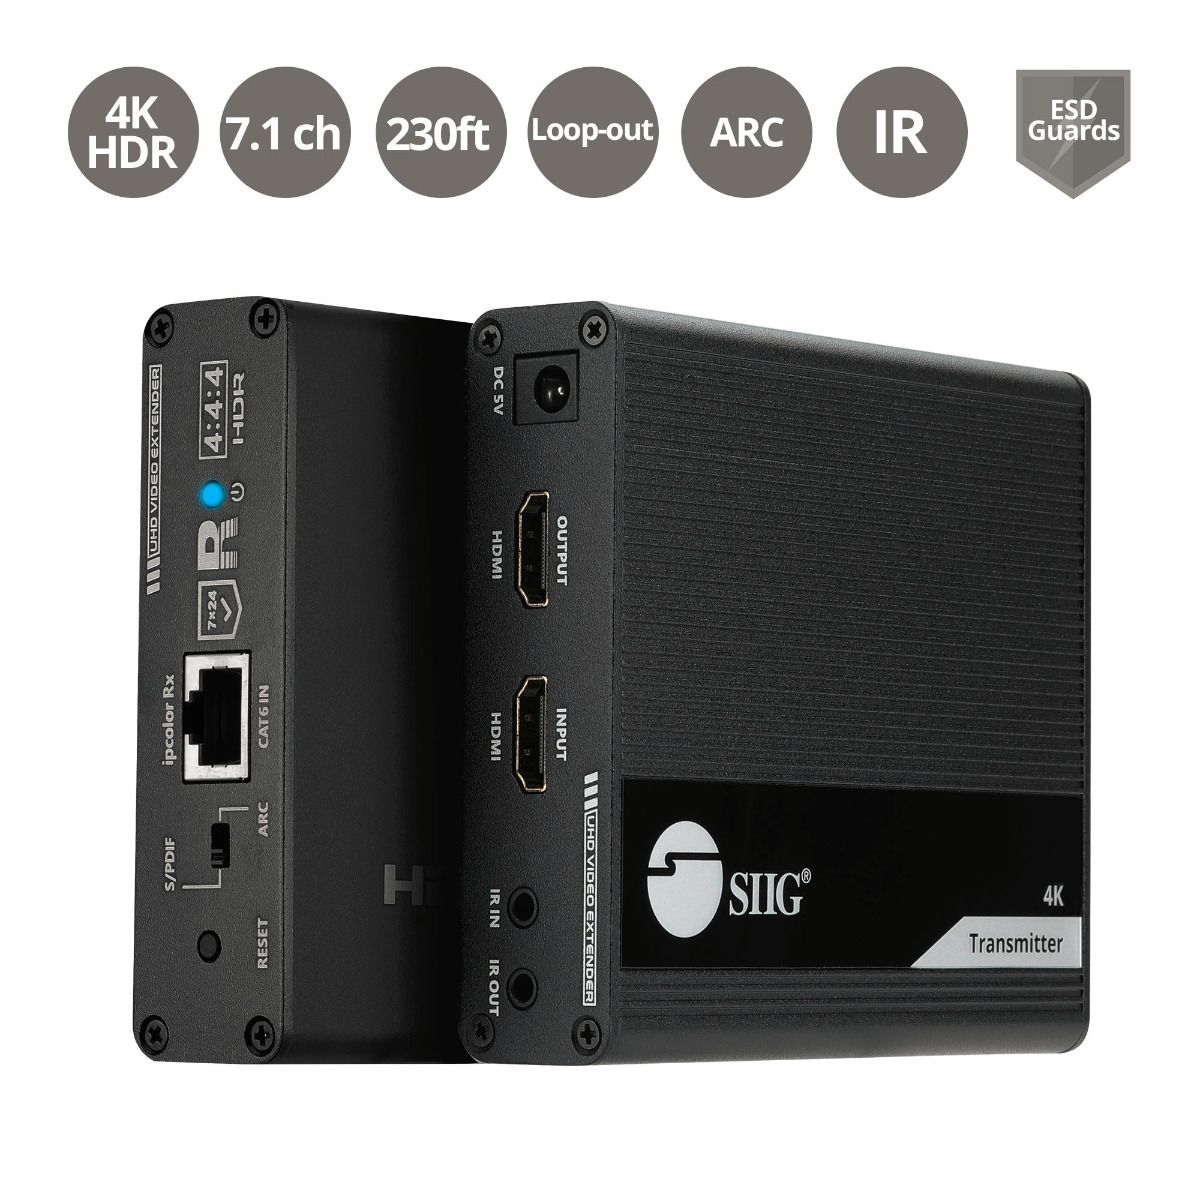 4K
HDR
7.1 ch
230ft
Loop-out
ARC
IR
ESD
Guards
UHD VIDEO EXTENDER
4:4:4
HDR
R
7x24
ipcolor Rx
CAT6 IN
S/PDIF
ARC
RESET
DC 5V
OUTPUT
HDMI
INPUT
HDMI
IR IN
IR OUT
UHD VIDEO EXTENDER
SIIG®
4K
Transmitter